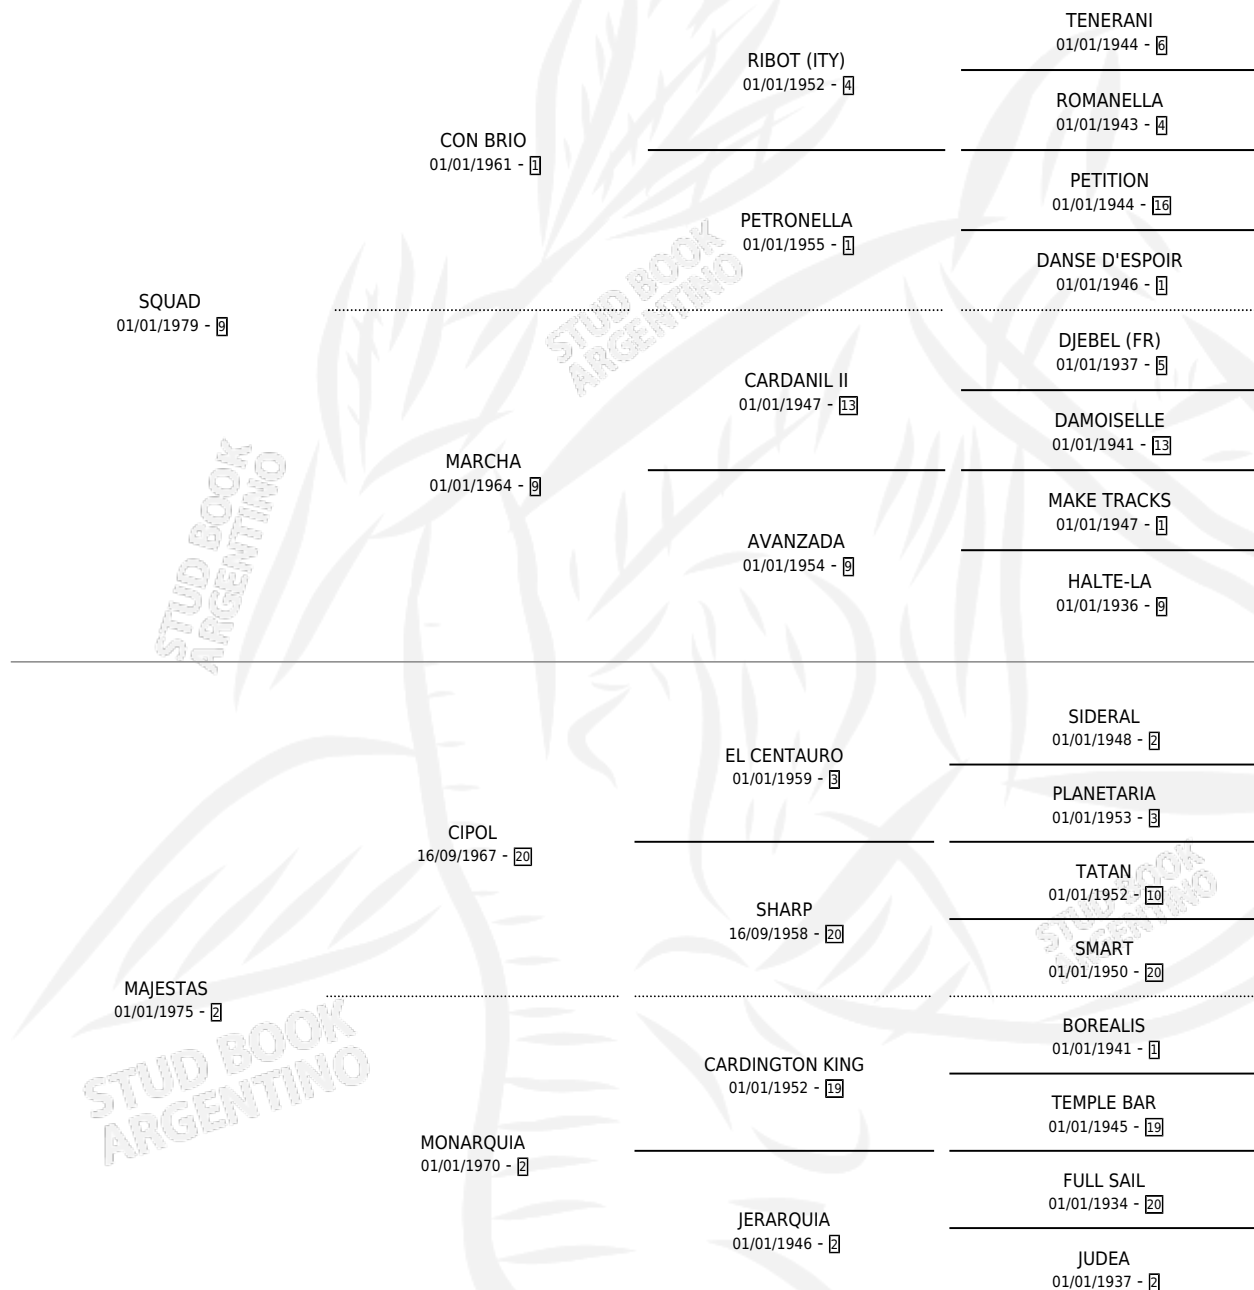 TENERANI
01/01/1944 - 6
RIBOT (ITY)
01/01/1952 - 4
ROMANELLA
01/01/1943 - 4
CON BRIO
01/01/1961 - 1
PETITION
01/01/1944 - 16
PETRONELLA
01/01/1955 - 1
DANSE D'ESPOIR
01/01/1946 - 1
SQUAD
01/01/1979 - 9
STUD BOOK
ARGENTINO
DJEBEL (FR)
01/01/1937 - 5
CARDANIL II
01/01/1947 - 13
DAMOISELLE
01/01/1941 - 13
MARCHA
01/01/1964 - 9
MAKE TRACKS
01/01/1947 - 1
AVANZADA
01/01/1954 - 9
HALTE-LA
01/01/1936 - 9
STUD BOOK
ARGENTINO
SIDERAL
01/01/1948 - 2
EL CENTAURO
01/01/1959 - 3
PLANETARIA
01/01/1953 - 3
CIPOL
16/09/1967 - 20
TATAN
01/01/1952 - 10
SHARP
16/09/1958 - 20
STUD BOOK
ARGENTINO
SMART
01/01/1950 - 20
MAJESTAS
01/01/1975 - 2
STUD BOOK
ARGENTINO
BOREALIS
01/01/1941 - 1
CARDINGTON KING
01/01/1952 - 19
TEMPLE BAR
01/01/1945 - 19
MONARQUIA
01/01/1970 - 2
FULL SAIL
01/01/1934 - 20
JERARQUIA
01/01/1946 - 2
JUDEA
01/01/1937 - 2